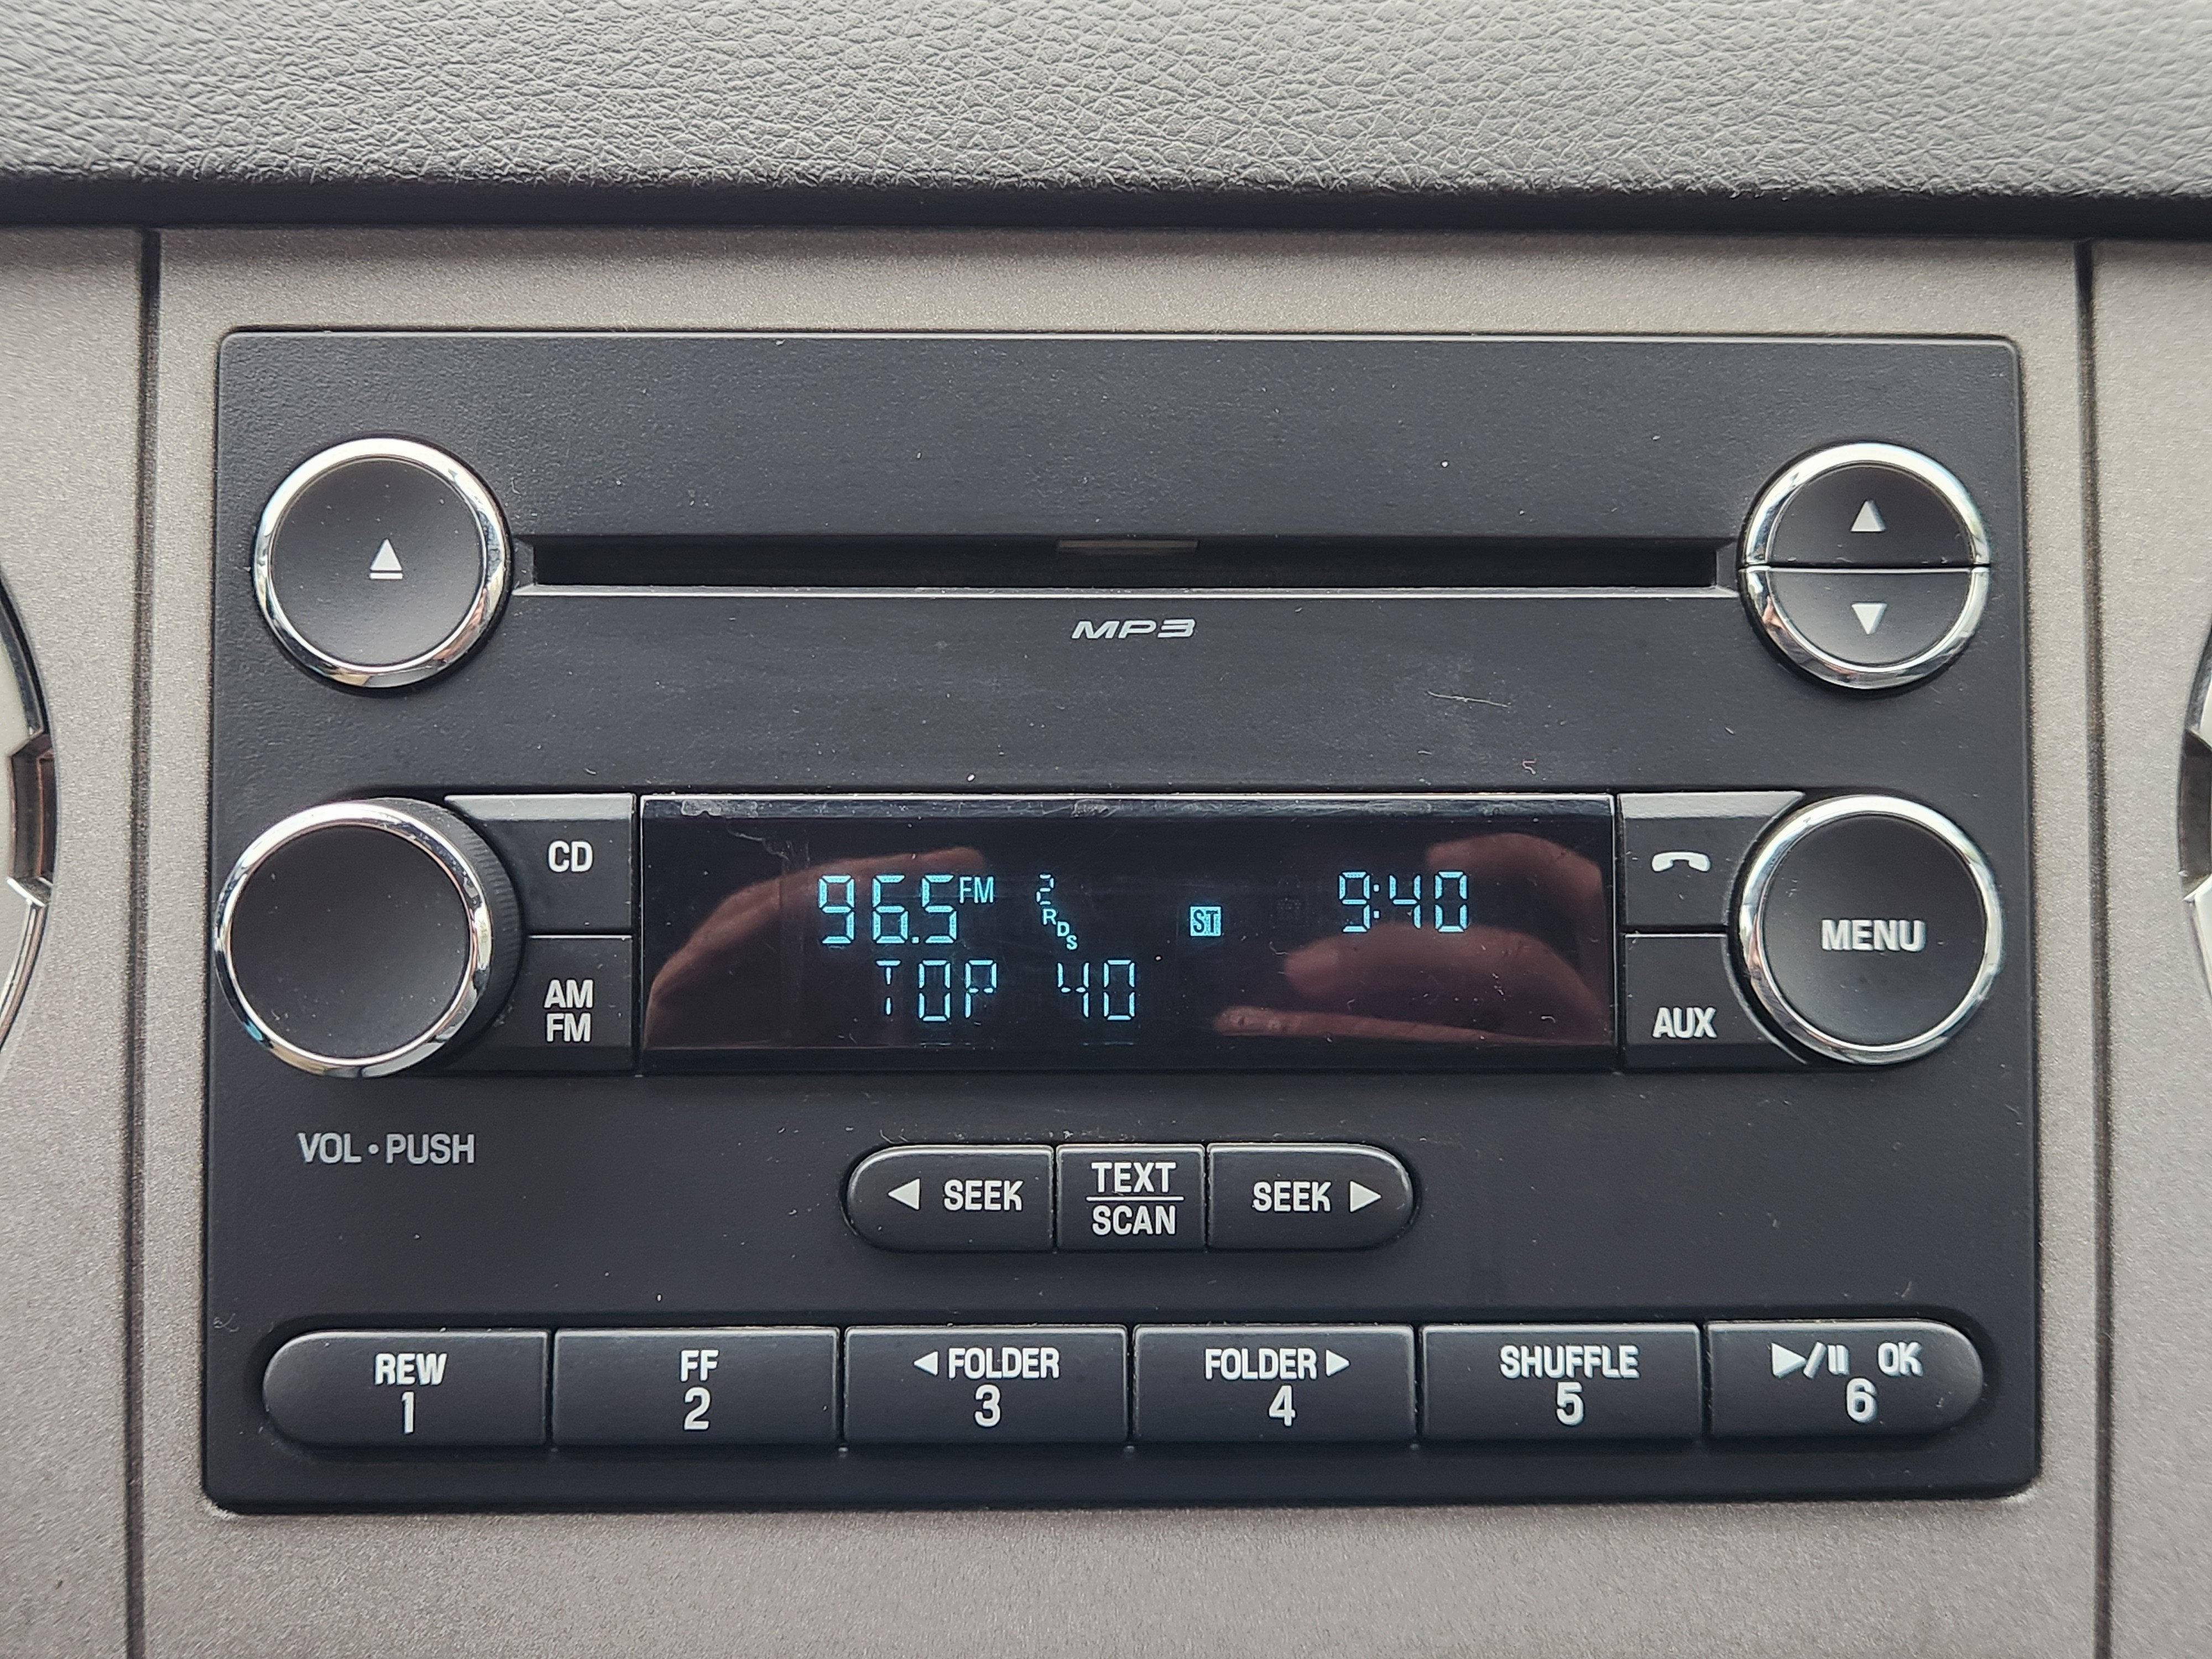 MP3
CD
AM
FM
96.5 FM 2 RDS ST 9:40
TOP 40
MENU
AUX
VOL • PUSH
◀ SEEK
TEXT
SCAN
SEEK ▶
REW
1
FF
2
◀ FOLDER
3
FOLDER ▶
4
SHUFFLE
5
▶/II OK
6